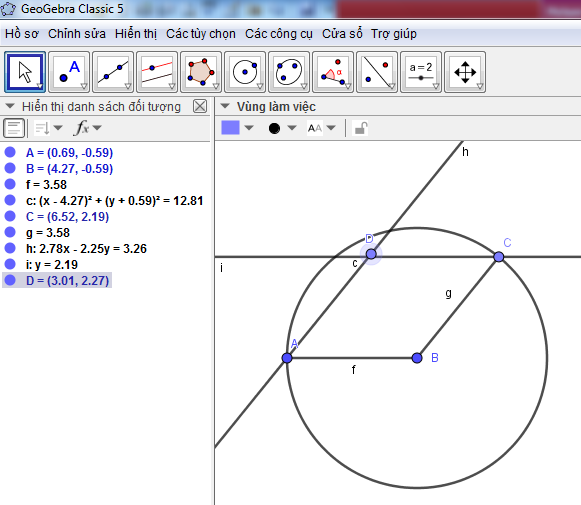 GeoGebra Classic 5
Hồ sơ Chỉnh sửa Hiển thị Các tùy chọn Các công cụ Cửa sổ Trợ giúp
A
α
a = 2
Hiển thị danh sách đối tượng
Vùng làm việc
fx
AA
A = (0.69, -0.59)
B = (4.27, -0.59)
f = 3.58
c: (x - 4.27)² + (y + 0.59)² = 12.81
C = (6.52, 2.19)
g = 3.58
h: 2.78x - 2.25y = 3.26
i: y = 2.19
D = (3.01, 2.27)
h
D
C
i
c
g
A
B
f